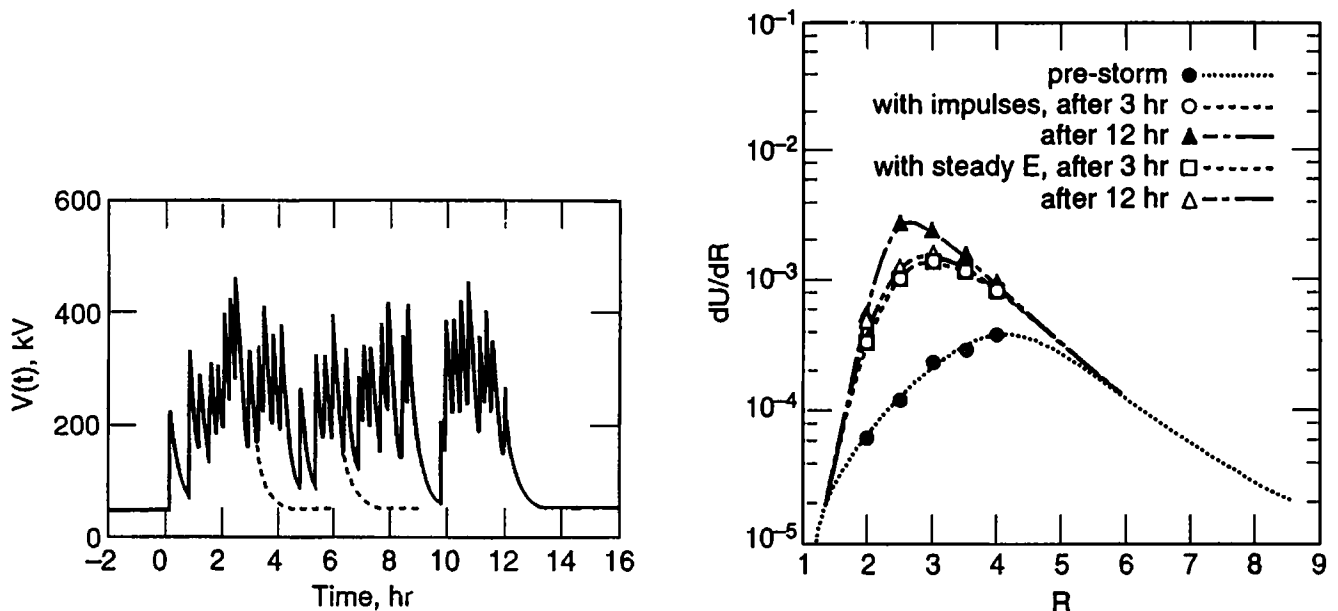 600
400
200
0
V(t), kV
−2 0 2 4 6 8 10 12 14 16
Time, hr
10−1
10−2
10−3
10−4
10−5
dU/dR
pre-storm
with impulses, after 3 hr
after 12 hr
with steady E, after 3 hr
after 12 hr
1 2 3 4 5 6 7 8 9
R